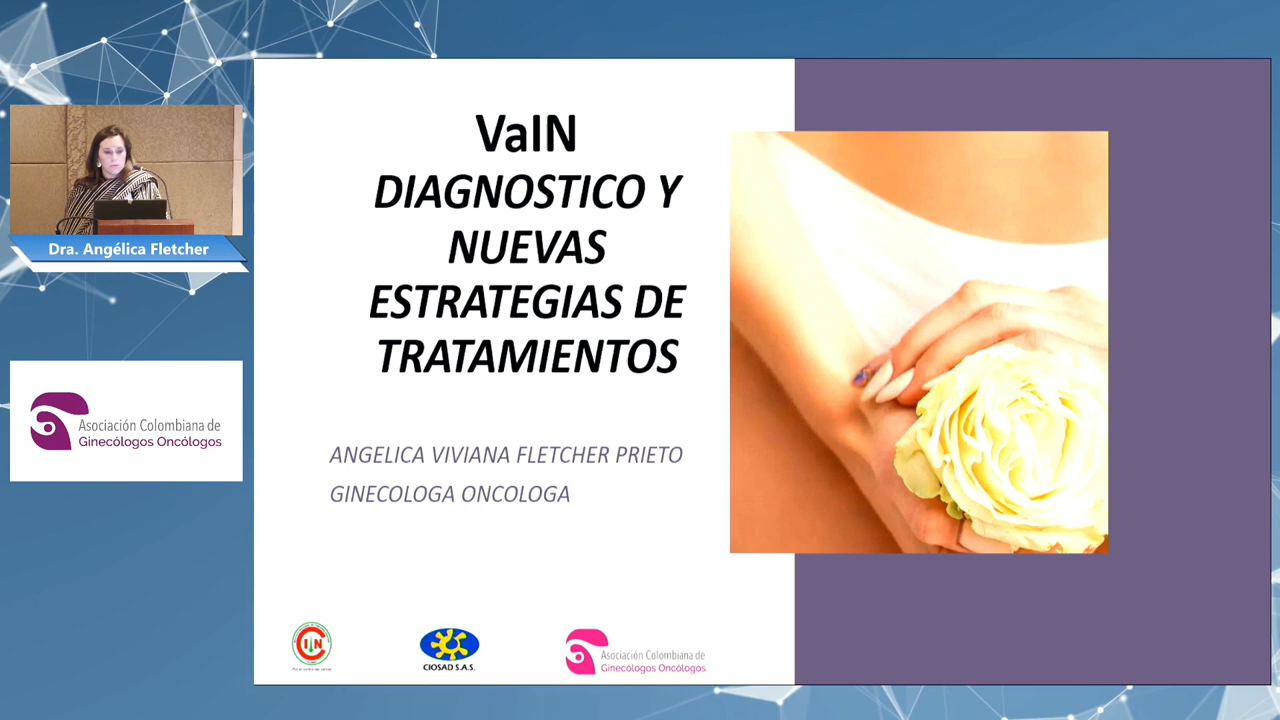 VaIN
DIAGNOSTICO Y
NUEVAS
ESTRATEGIAS DE
TRATAMIENTOS
ANGELICA VIVIANA FLETCHER PRIETO
GINECOLOGA ONCOLOGA
Dra. Angélica Fletcher
Asociación Colombiana de
Ginecólogos Oncólogos
CIOSAD S.A.S.
Asociación Colombiana de
Ginecólogos Oncólogos